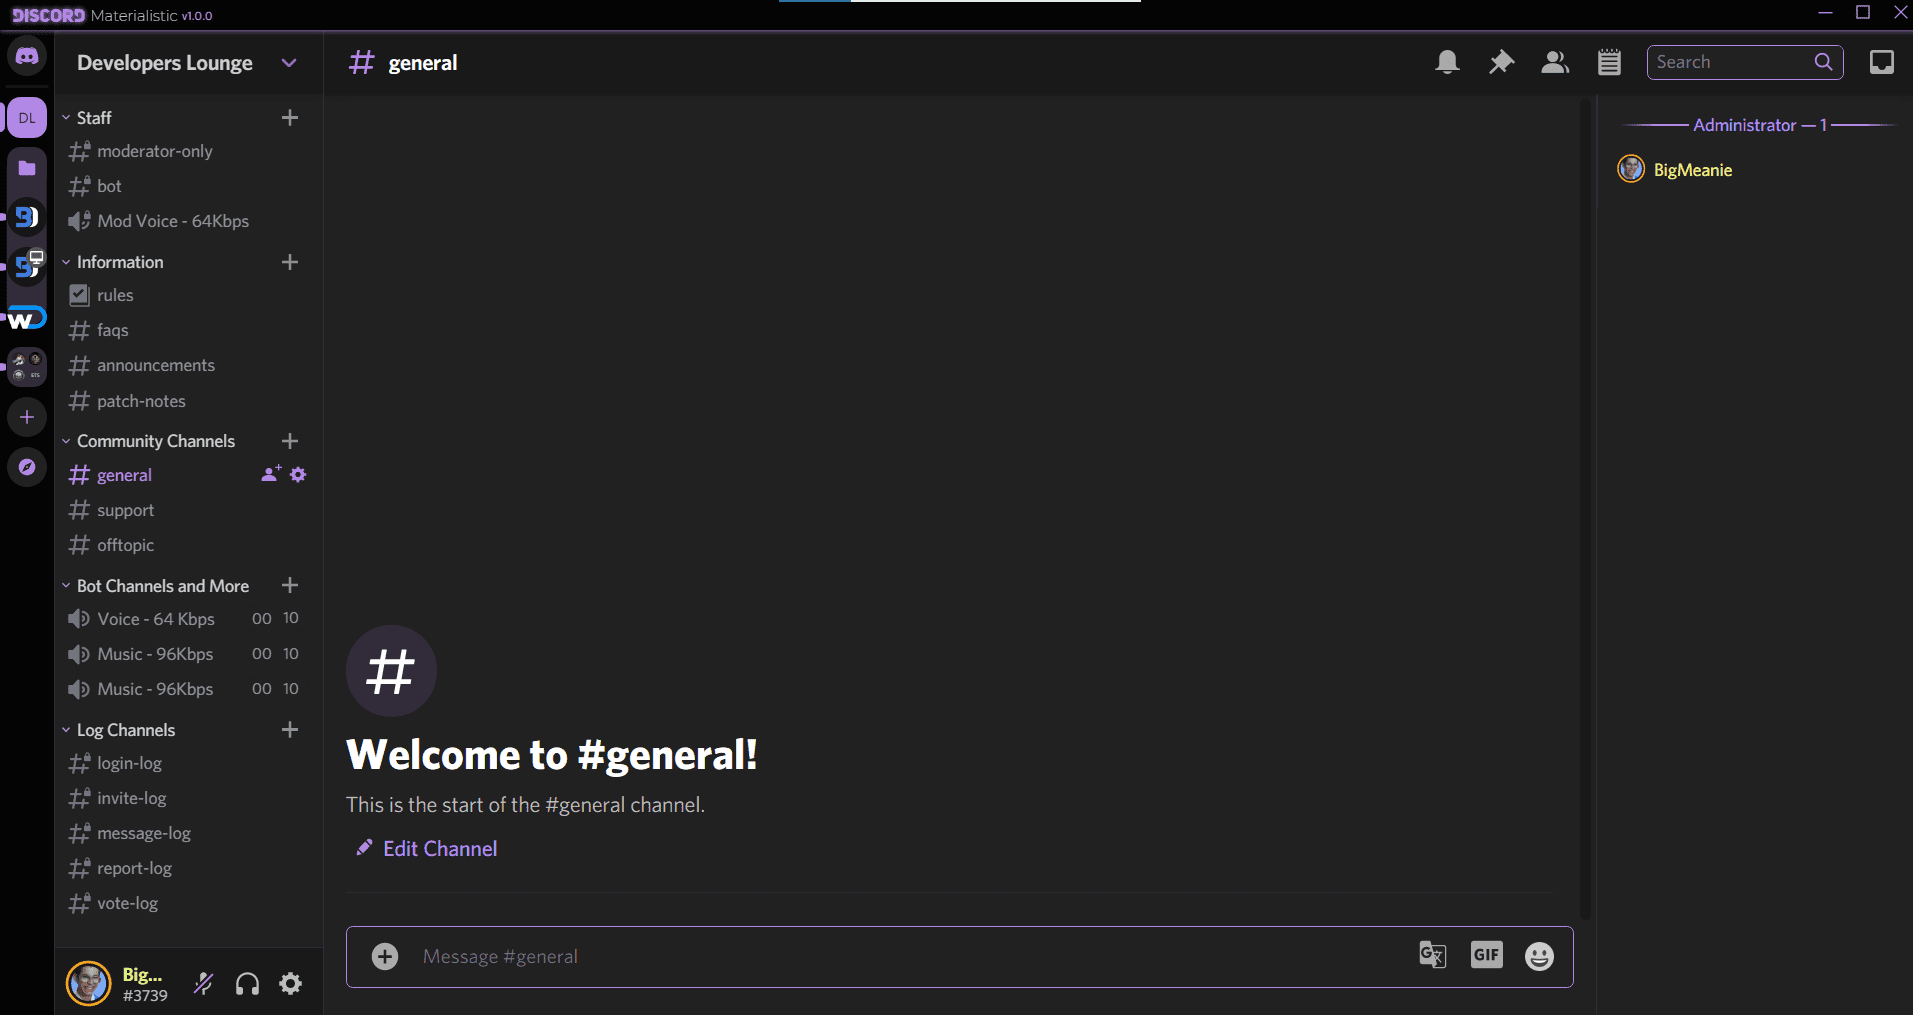 DISCORD Materialistic v1.0.0
Developers Lounge
general
Search
DL
Staff
moderator-only
bot
Mod Voice - 64Kbps
Information
rules
faqs
announcements
patch-notes
Community Channels
general
support
offtopic
Bot Channels and More
Voice - 64 Kbps 00 10
Music - 96Kbps 00 10
Music - 96Kbps 00 10
Log Channels
login-log
invite-log
message-log
report-log
vote-log
Big...
#3739
#
Welcome to #general!
This is the start of the #general channel.
Edit Channel
Message #general
GIF
Administrator — 1
BigMeanie